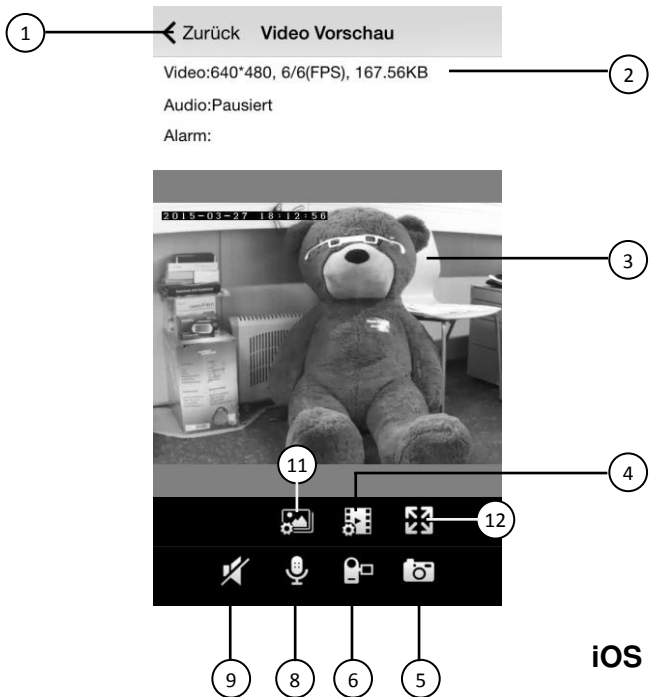 1
Zurück Video Vorschau
Video:640*480, 6/6(FPS), 167.56KB
2
Audio:Pausiert
Alarm:
2015-03-27 18:12:56
3
11
4
12
9
8
6
5
iOS